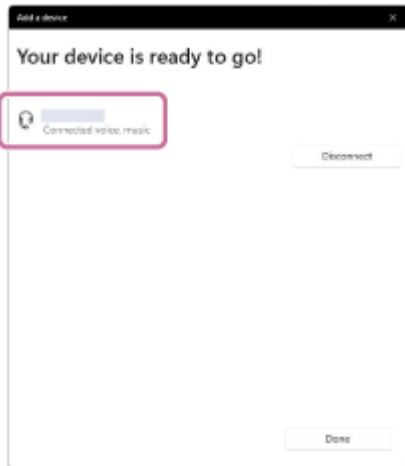 Add a device
Your device is ready to go!
Connected voice, music
Disconnect
Done